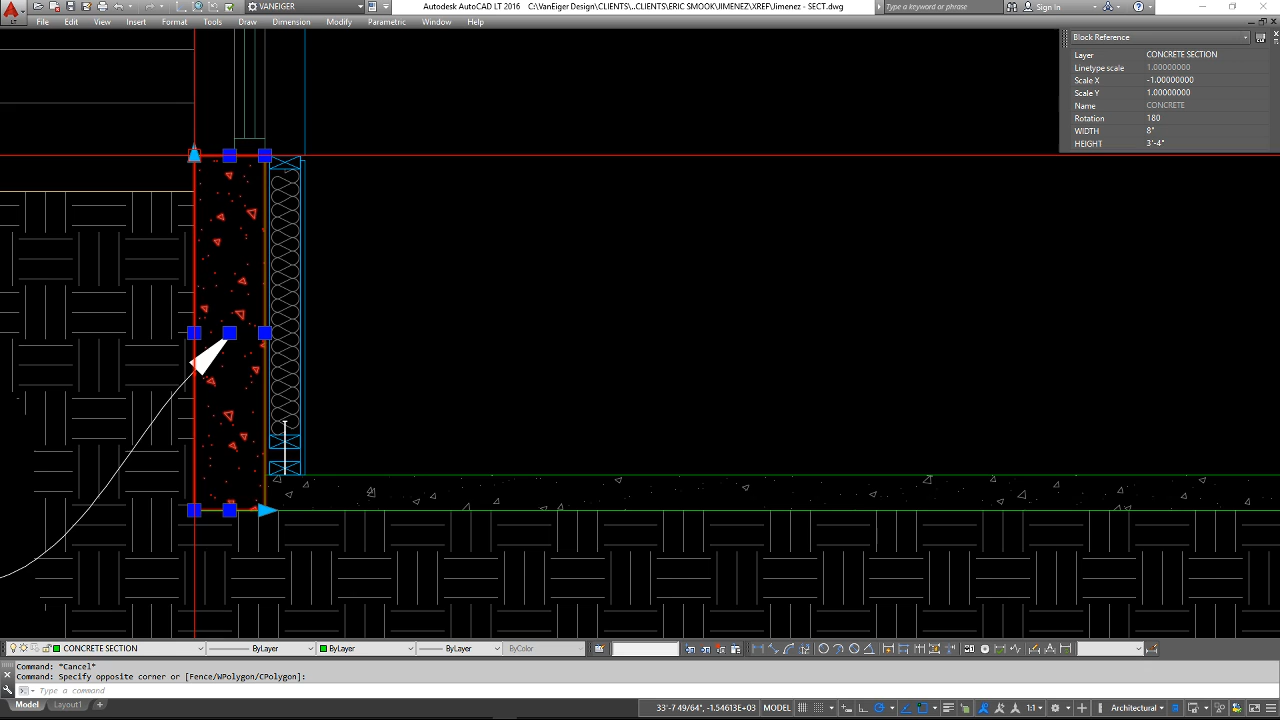 VANEIGER
Autodesk AutoCAD LT 2016 C:\VanEiger Design\CLIENTS\...CLIENTS\ERIC SMOOK\JIMENEZ\XREF\Jimenez - SECT.dwg
Type a keyword or phrase
Sign In
LT
File Edit View Insert Format Tools Draw Dimension Modify Parametric Window Help
Block Reference
Layer CONCRETE SECTION
Linetype scale 1.00000000
Scale X -1.00000000
Scale Y 1.00000000
Name CONCRETE
Rotation 180
WIDTH 8"
HEIGHT 3'-4"
CONCRETE SECTION ByLayer ByLayer ByLayer ByColor
Command: *Cancel*
Command: Specify opposite corner or [Fence/WPolygon/CPolygon]:
Type a command
Model Layout1 +
33'-7 49/64", -1.54613E+03 MODEL 1:1 Architectural